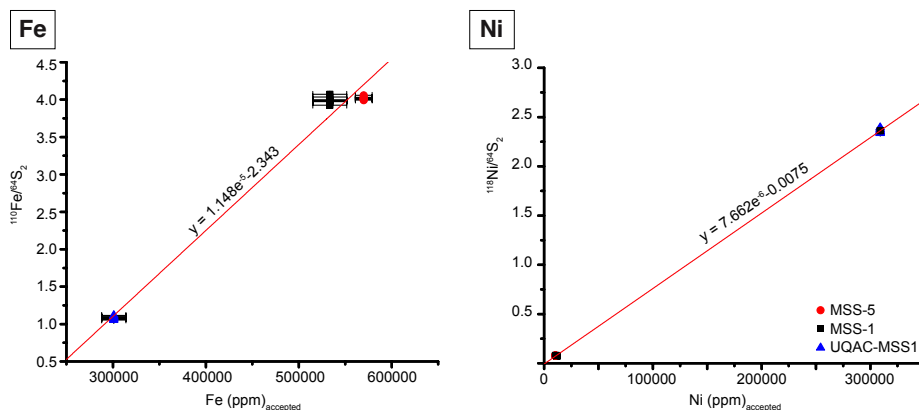 Fe
4.5
4.0
3.5
3.0
2.5
2.0
1.5
1.0
0.5
¹¹⁰Fe/⁶⁴S₂
y = 1.148e⁻⁵-2.343
300000 400000 500000 600000
Fe (ppm)accepted
Ni
3.0
2.5
2.0
1.5
1.0
0.5
¹¹⁸Ni/⁶⁴S₂
y = 7.662e⁻⁶-0.0075
MSS-5
MSS-1
UQAC-MSS1
0 100000 200000 300000
Ni (ppm)accepted